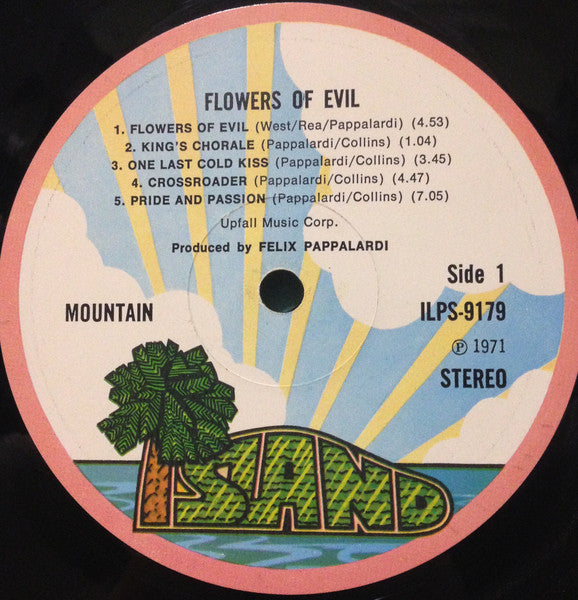 FLOWERS OF EVIL
1. FLOWERS OF EVIL (West/Rea/Pappalardi) (4.53)
2. KING'S CHORALE (Pappalardi/Collins) (1.04)
3. ONE LAST COLD KISS (Pappalardi/Collins) (3.45)
4. CROSSROADER (Pappalardi/Collins) (4.47)
5. PRIDE AND PASSION (Pappalardi/Collins) (7.05)
Upfall Music Corp.
Produced by FELIX PAPPALARDI
Side 1
MOUNTAIN
ILPS-9179
℗ 1971
STEREO
ISLAND